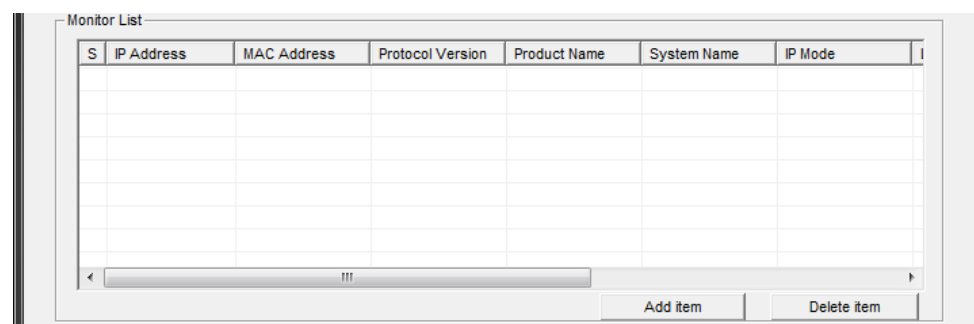 Monitor List
S IP Address MAC Address Protocol Version Product Name System Name IP Mode
Add item Delete item